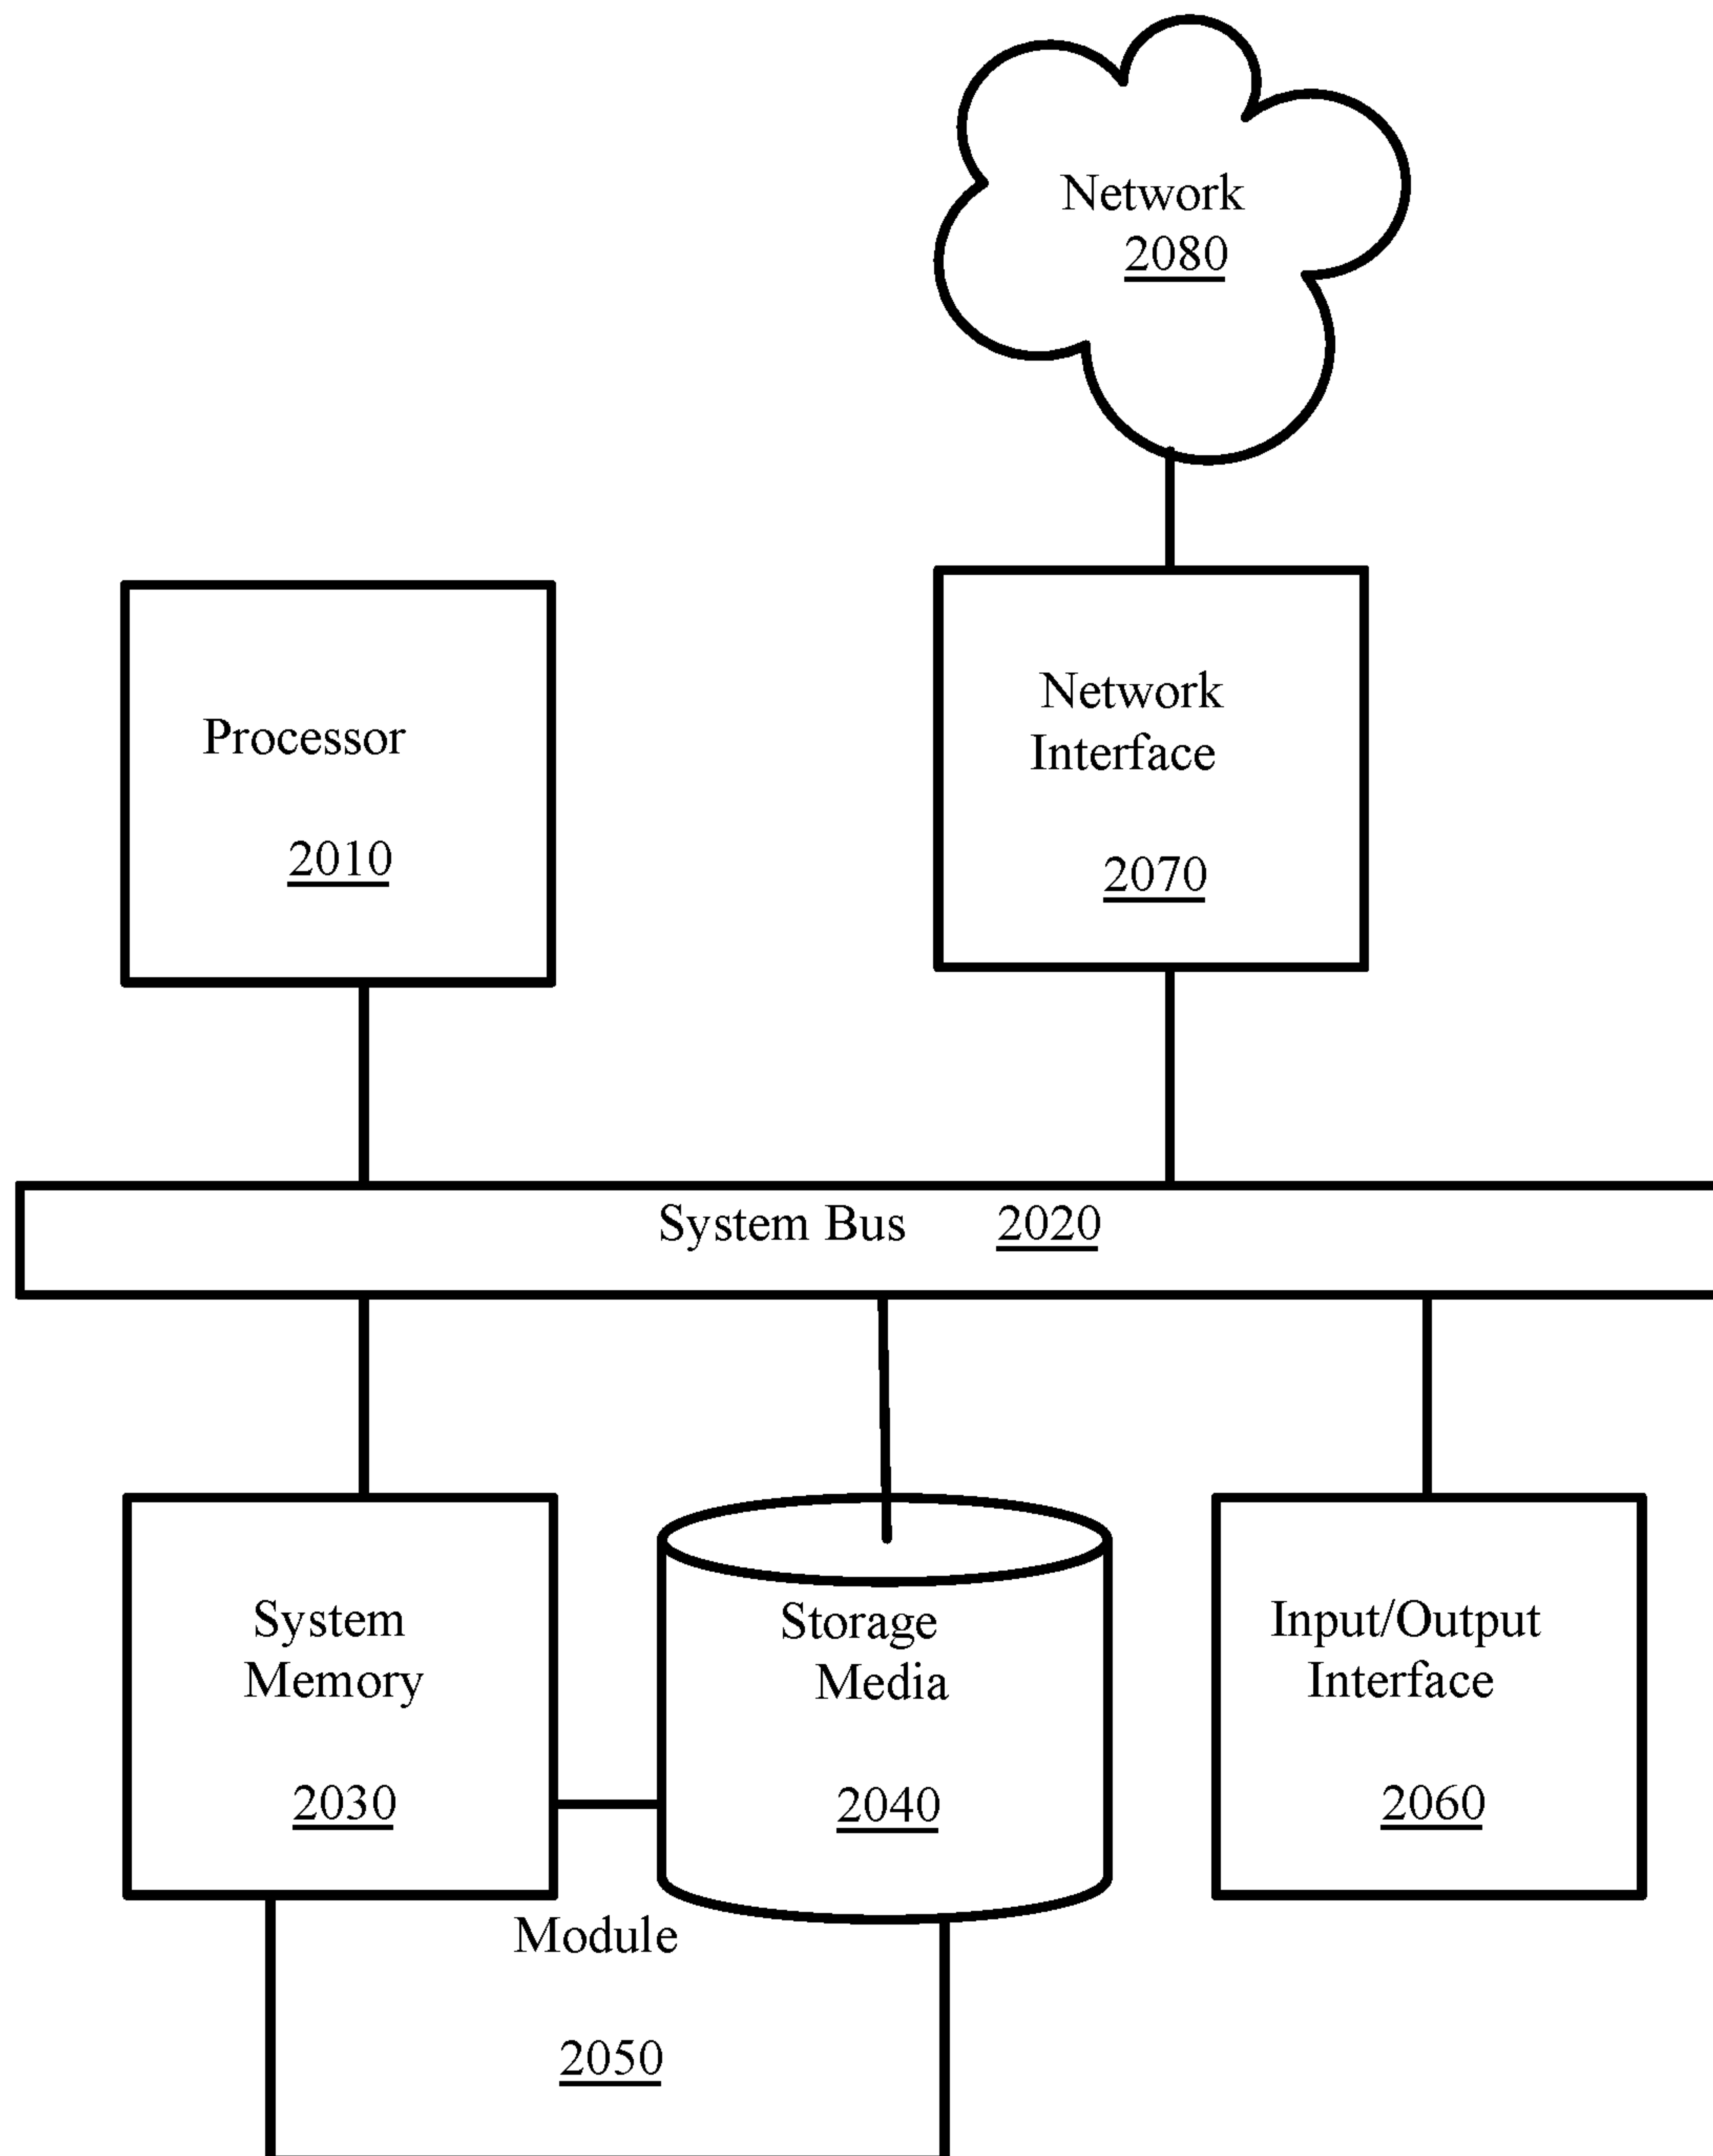 Network
2080
Processor
2010
Network
Interface
2070
System Bus 2020
System
Memory
2030
Storage
Media
2040
Input/Output
Interface
2060
Module
2050